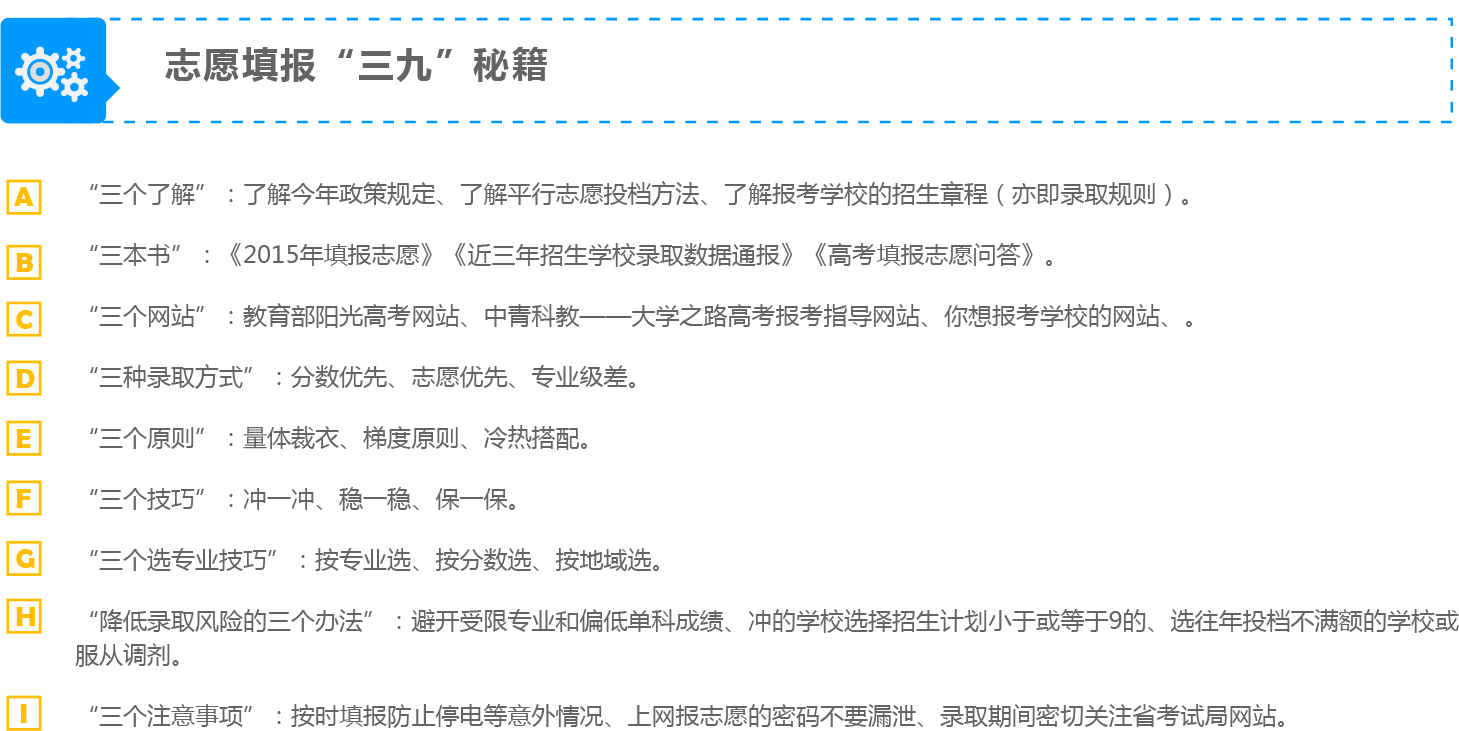 志愿填报“三九”秘籍
A “三个了解”：了解今年政策规定、了解平行志愿投档方法、了解报考学校的招生章程（亦即录取规则）。
B “三本书”：《2015年填报志愿》《近三年招生学校录取数据通报》《高考填报志愿问答》。
C “三个网站”：教育部阳光高考网站、中青科教——大学之路高考报考指导网站、你想报考学校的网站、。
D “三种录取方式”：分数优先、志愿优先、专业级差。
E “三个原则”：量体裁衣、梯度原则、冷热搭配。
F “三个技巧”：冲一冲、稳一稳、保一保。
G “三个选专业技巧”：按专业选、按分数选、按地域选。
H “降低录取风险的三个办法”：避开受限专业和偏低单科成绩、冲的学校选择招生计划小于或等于9的、选往年投档不满额的学校或
服从调剂。
I “三个注意事项”：按时填报防止停电等意外情况、上网报志愿的密码不要漏泄、录取期间密切关注省考试局网站。